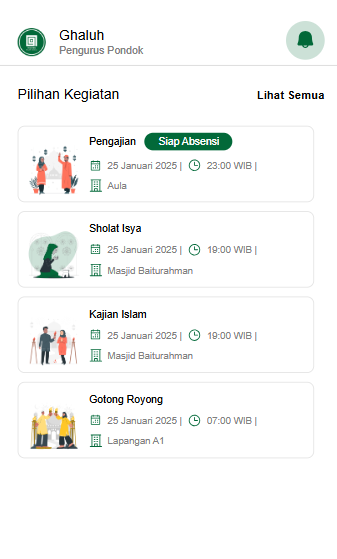 Ghaluh
Pengurus Pondok
Pilihan Kegiatan
Lihat Semua
Pengajian
Siap Absensi
25 Januari 2025 | 23:00 WIB |
Aula
Sholat Isya
25 Januari 2025 | 19:00 WIB |
Masjid Baiturahman
Kajian Islam
25 Januari 2025 | 19:00 WIB |
Masjid Baiturahman
Gotong Royong
25 Januari 2025 | 07:00 WIB |
Lapangan A1